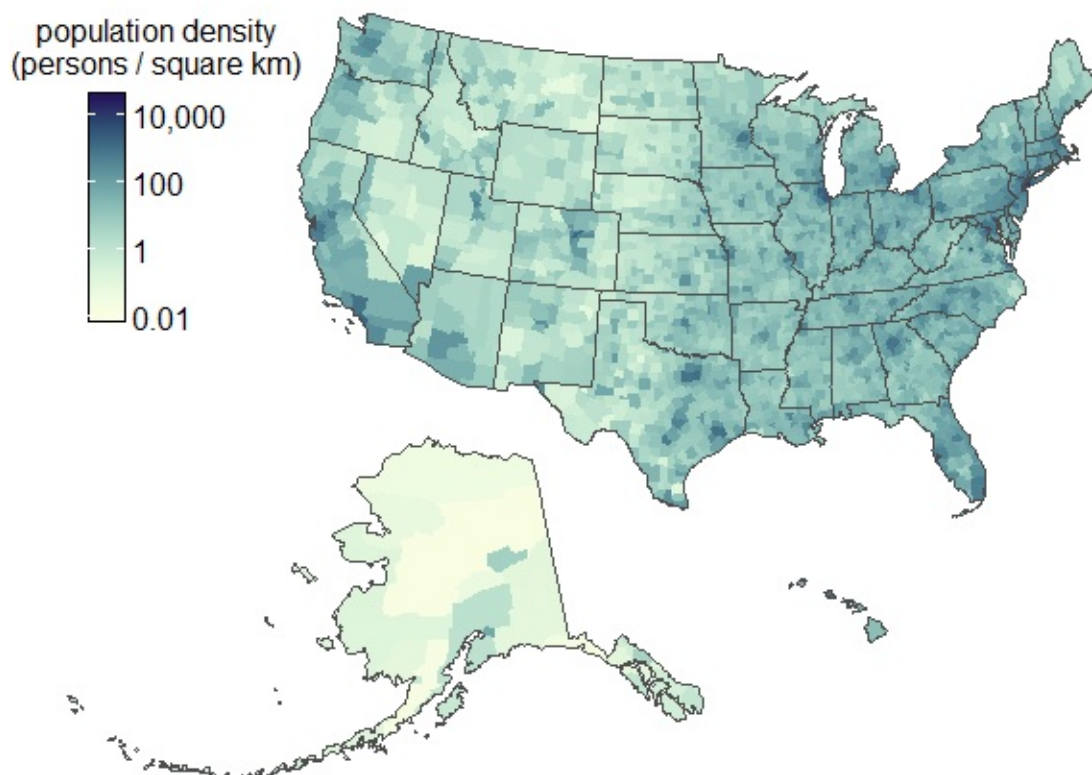 population density
(persons / square km)
10,000
100
1
0.01